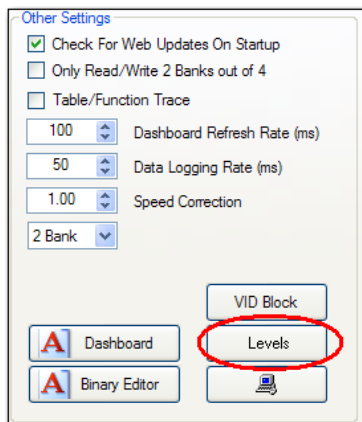 Other Settings
Check For Web Updates On Startup
Only Read/Write 2 Banks out of 4
Table/Function Trace
100 Dashboard Refresh Rate (ms)
50 Data Logging Rate (ms)
1.00 Speed Correction
2 Bank
VID Block
A Dashboard Levels
A Binary Editor